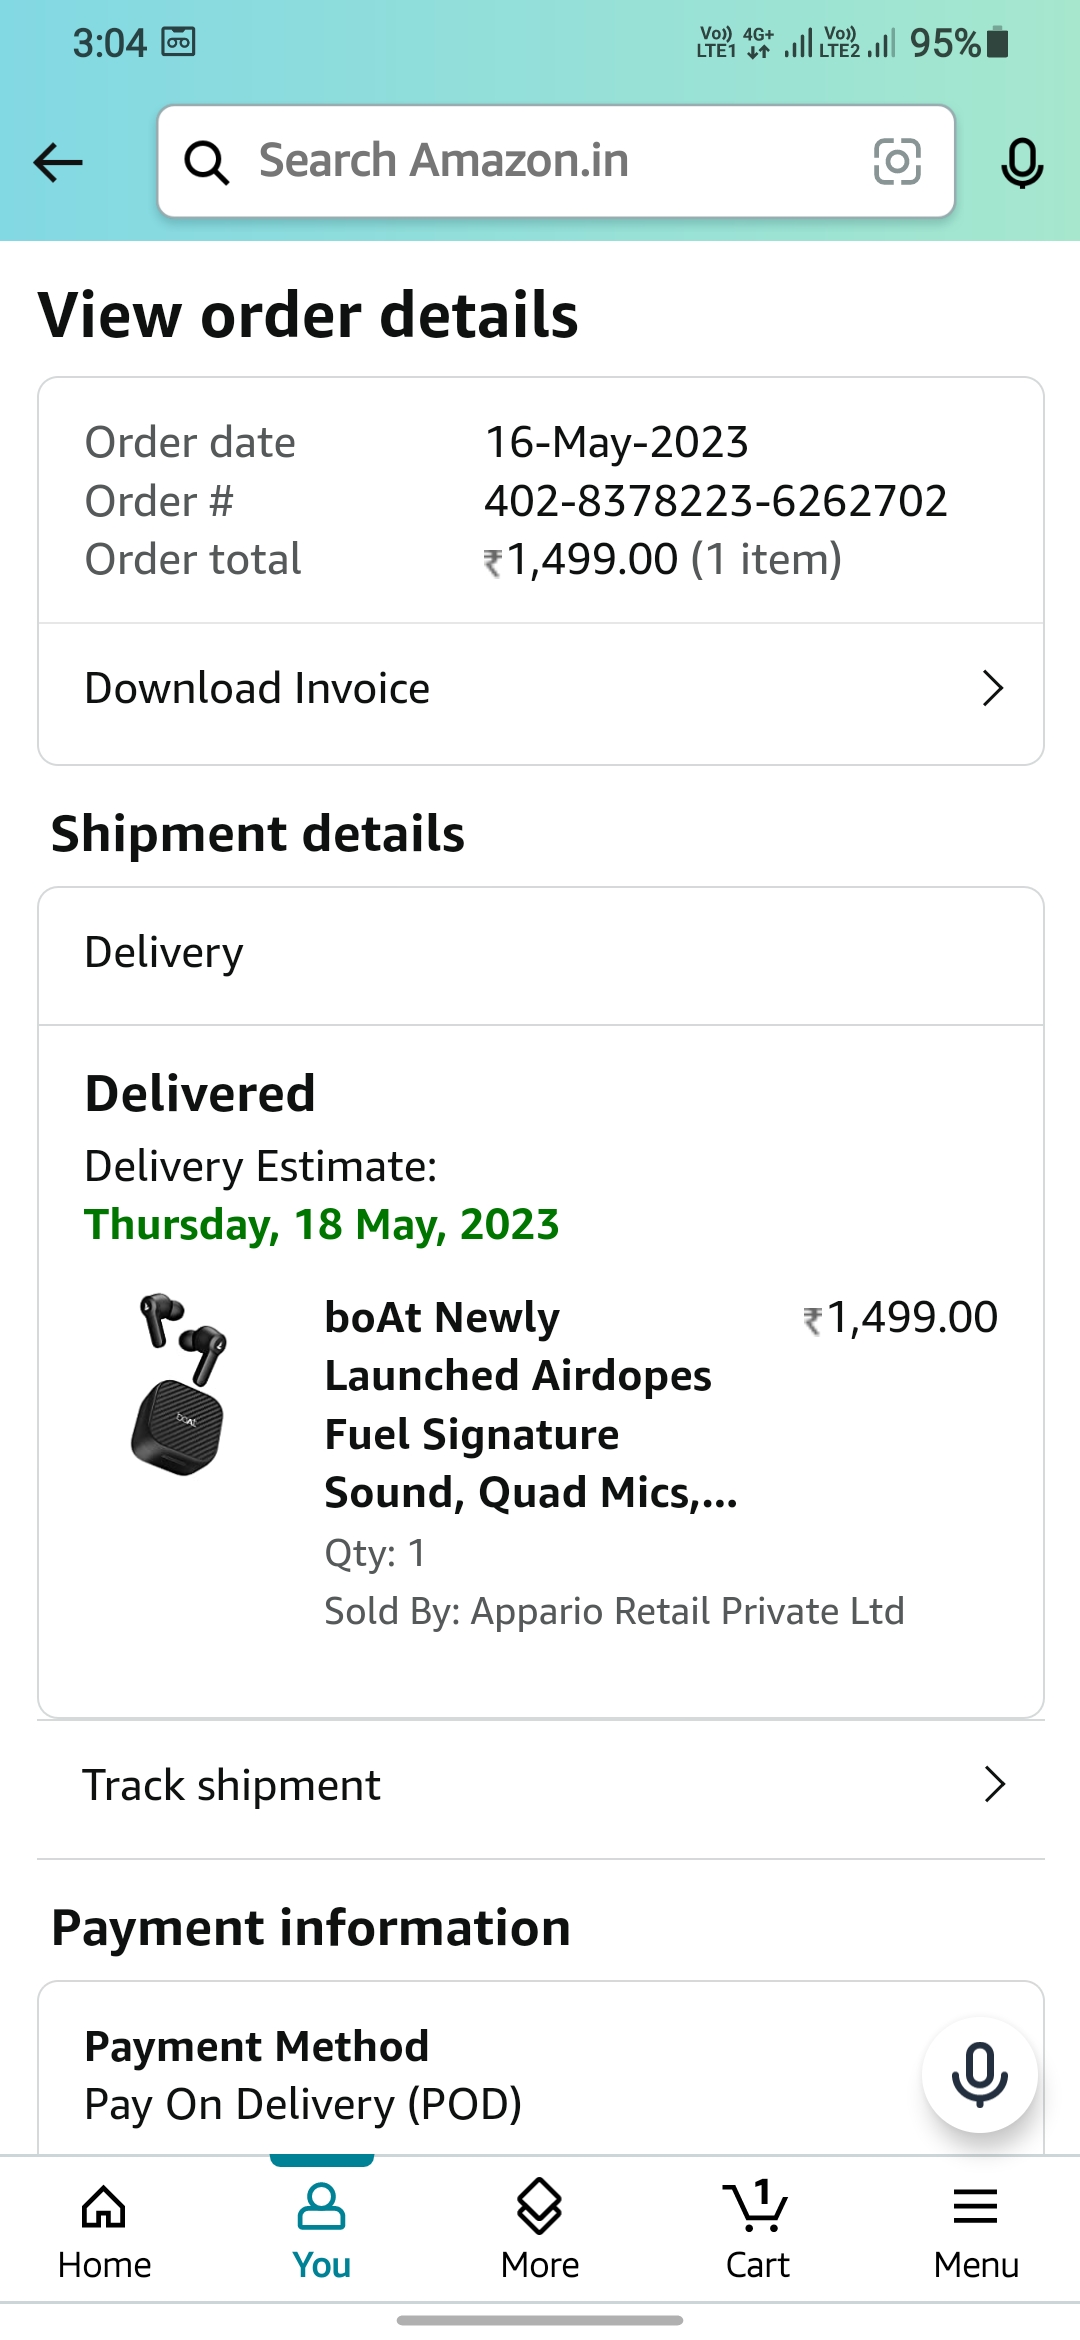 3:04
Vo)) LTE1 4G+ Vo)) LTE2 95%
Search Amazon.in
View order details
Order date 16-May-2023
Order # 402-8378223-6262702
Order total ₹1,499.00 (1 item)
Download Invoice
Shipment details
Delivery
Delivered
Delivery Estimate:
Thursday, 18 May, 2023
boAt Newly ₹1,499.00
Launched Airdopes
Fuel Signature
Sound, Quad Mics,...
Qty: 1
Sold By: Appario Retail Private Ltd
boAt
Track shipment
Payment information
Payment Method
Pay On Delivery (POD)
1
Home You More Cart Menu